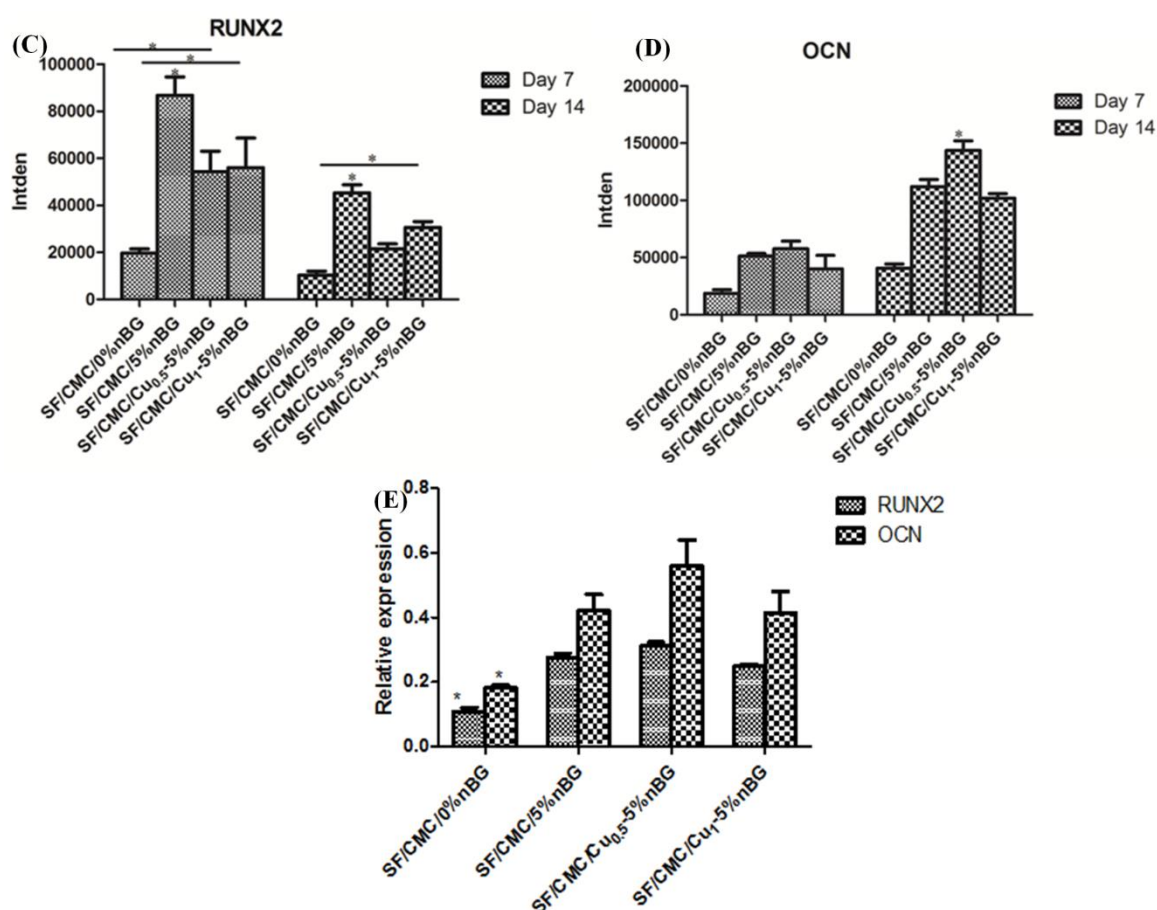 (C)
RUNX2
* *
*
100000
80000
60000
40000
20000
0
Intden
Day 7
Day 14
*
*
SF/CMC/0%nBG
SF/CMC/5%nBG
SF/CMC/Cu0.5-5%nBG
SF/CMC/Cu1-5%nBG
SF/CMC/0%nBG
SF/CMC/5%nBG
SF/CMC/Cu0.5-5%nBG
SF/CMC/Cu1-5%nBG
(D)
OCN
200000
150000
100000
50000
0
Intden
Day 7
Day 14
*
SF/CMC/0%nBG
SF/CMC/5%nBG
SF/CMC/Cu0.5-5%nBG
SF/CMC/Cu1-5%nBG
SF/CMC/0%nBG
SF/CMC/5%nBG
SF/CMC/Cu0.5-5%nBG
SF/CMC/Cu1-5%nBG
(E)
0.8
0.6
0.4
0.2
0.0
Relative expression
RUNX2
OCN
* *
SF/CMC/0%nBG
SF/CMC/5%nBG
SF/CMC/Cu0.5-5%nBG
SF/CMC/Cu1-5%nBG